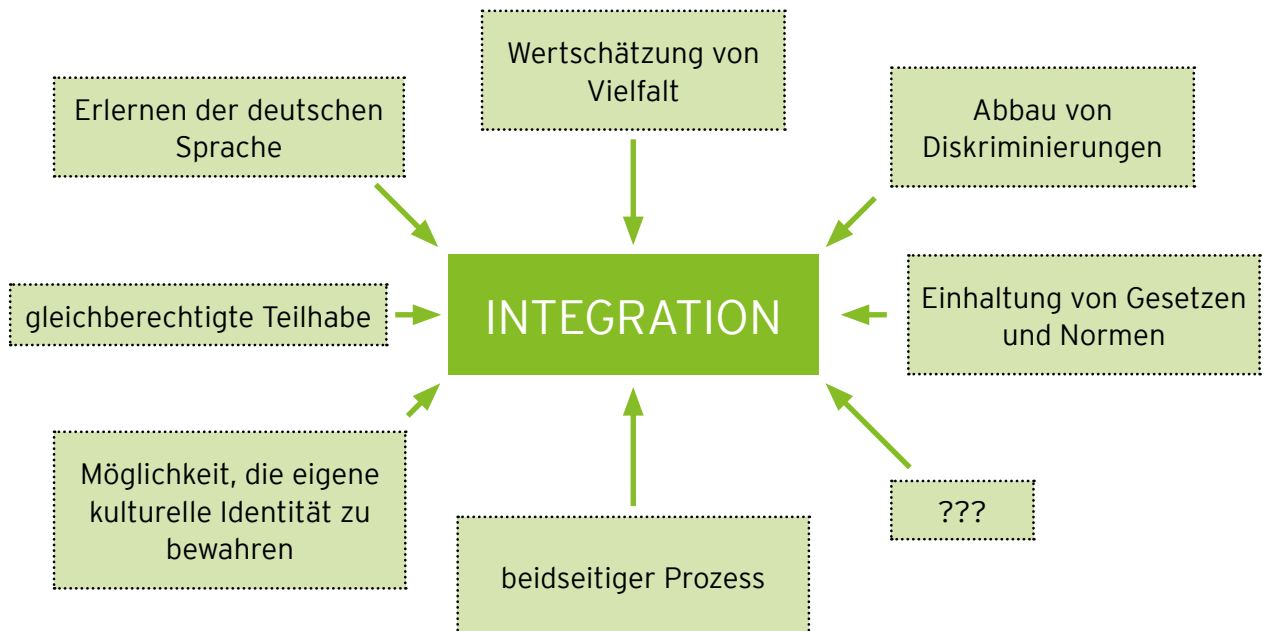 Wertschätzung von
Vielfalt
Erlernen der deutschen
Sprache
Abbau von
Diskriminierungen
gleichberechtigte Teilhabe
INTEGRATION
Einhaltung von Gesetzen
und Normen
Möglichkeit, die eigene
kulturelle Identität zu
bewahren
???
beidseitiger Prozess